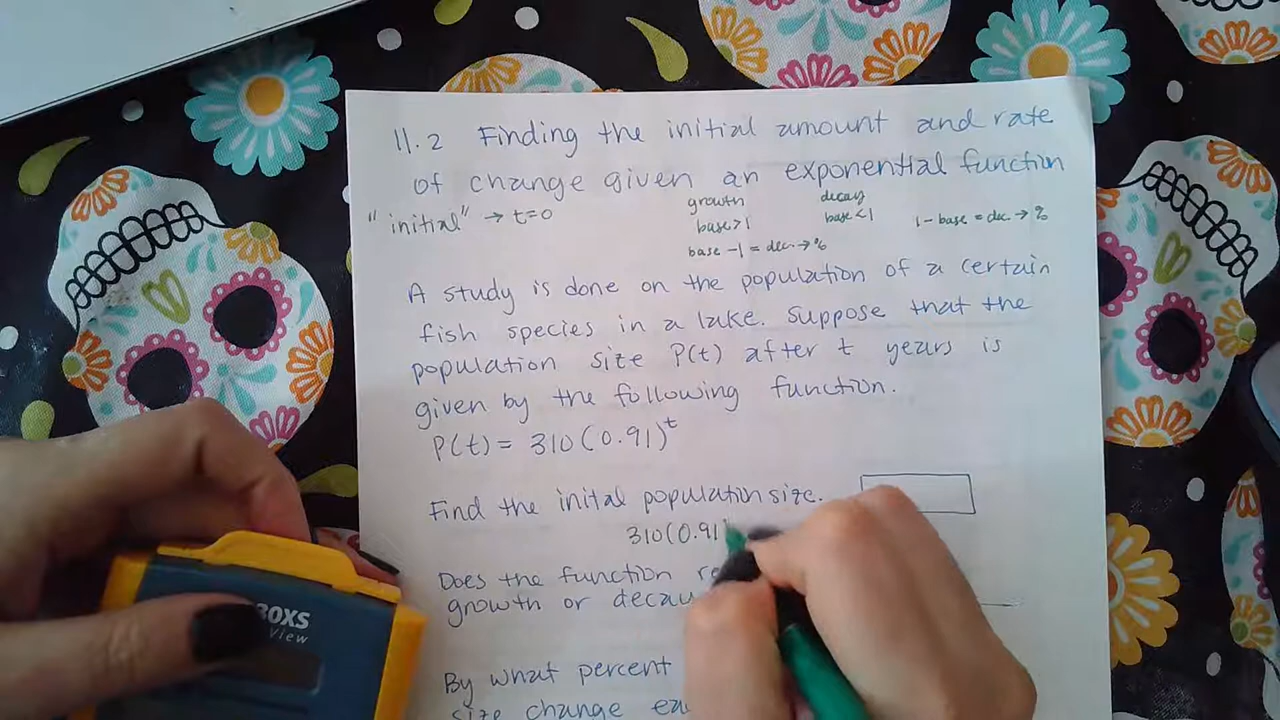 11.2 Finding the initial amount and rate
of change given an exponential function
"initial" → t=0
growth
base>1
base -1 = dec. → %
decay
base<1
1 - base = dec. → %
A study is done on the population of a certain
fish species in a lake. Suppose that the
population size P(t) after t years is
given by the following function.
P(t) = 310(0.91)^t
Find the inital population size.
310(0.91
Does the function
growth or decay
By what percent
size change
30XS
View